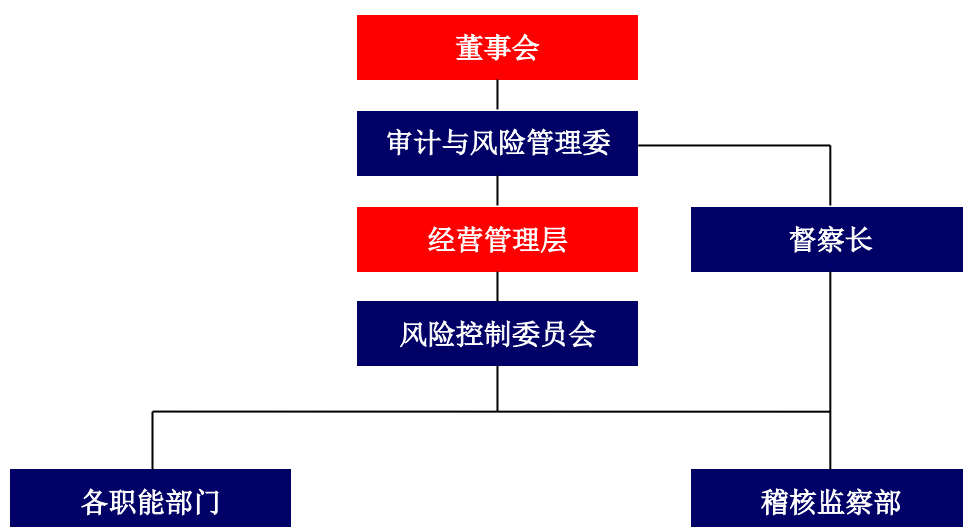 董事会
审计与风险管理委
经营管理层
督察长
风险控制委员会
各职能部门
稽核监察部